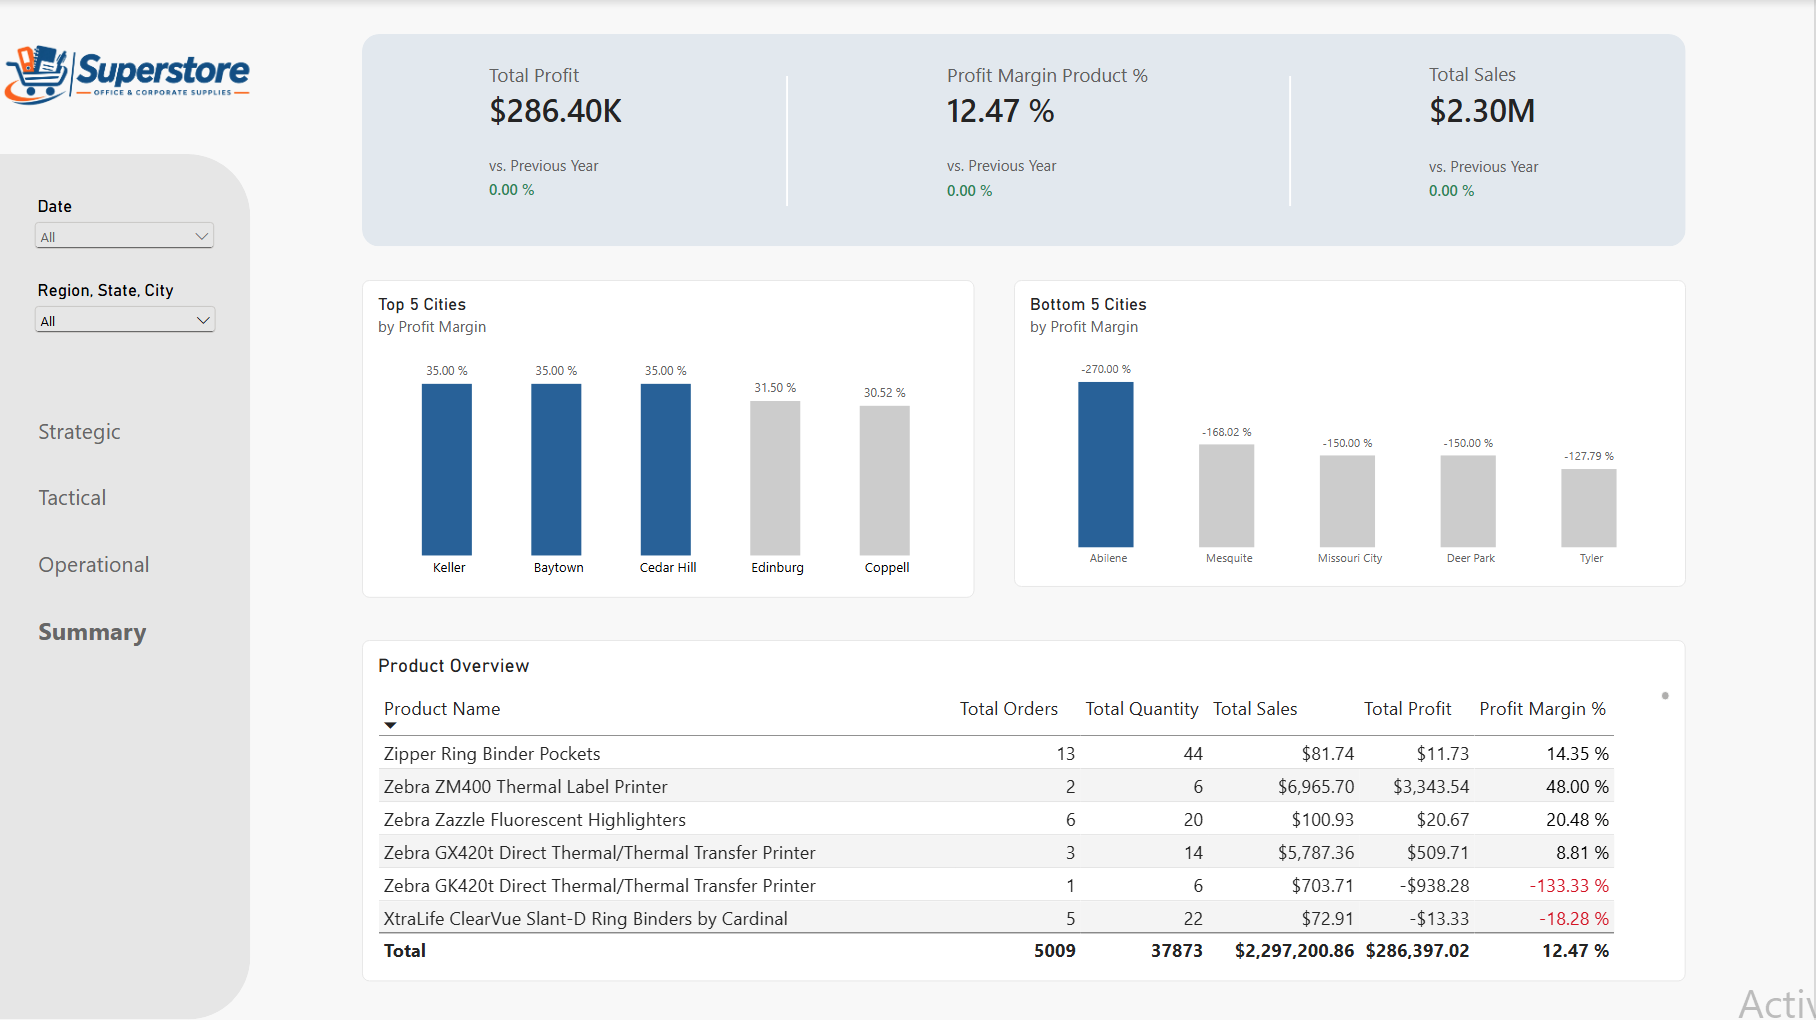 Superstore
OFFICE & CORPORATE SUPPLIES
Date
All
Region, State, City
All
Strategic
Tactical
Operational
Summary
Total Profit
$286.40K
vs. Previous Year
0.00 %
Profit Margin Product %
12.47 %
vs. Previous Year
0.00 %
Total Sales
$2.30M
vs. Previous Year
0.00 %
Top 5 Cities
by Profit Margin
35.00 % 35.00 % 35.00 % 31.50 % 30.52 %
Keller Baytown Cedar Hill Edinburg Coppell
Bottom 5 Cities
by Profit Margin
-270.00 % -168.02 % -150.00 % -150.00 % -127.79 %
Abilene Mesquite Missouri City Deer Park Tyler
Product Overview
Product Name Total Orders Total Quantity Total Sales Total Profit Profit Margin %
Zipper Ring Binder Pockets 13 44 $81.74 $11.73 14.35 %
Zebra ZM400 Thermal Label Printer 2 6 $6,965.70 $3,343.54 48.00 %
Zebra Zazzle Fluorescent Highlighters 6 20 $100.93 $20.67 20.48 %
Zebra GX420t Direct Thermal/Thermal Transfer Printer 3 14 $5,787.36 $509.71 8.81 %
Zebra GK420t Direct Thermal/Thermal Transfer Printer 1 6 $703.71 -$938.28 -133.33 %
XtraLife ClearVue Slant-D Ring Binders by Cardinal 5 22 $72.91 -$13.33 -18.28 %
Total 5009 37873 $2,297,200.86 $286,397.02 12.47 %